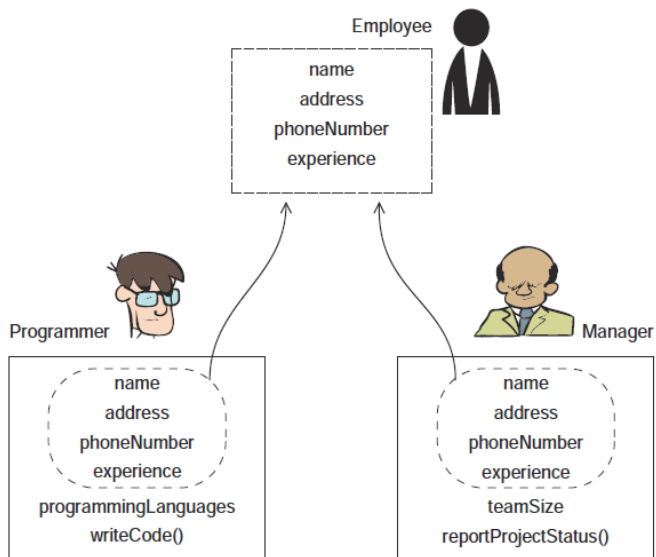 Employee
name
address
phoneNumber
experience
Programmer
name
address
phoneNumber
experience
programmingLanguages
writeCode()
Manager
name
address
phoneNumber
experience
teamSize
reportProjectStatus()